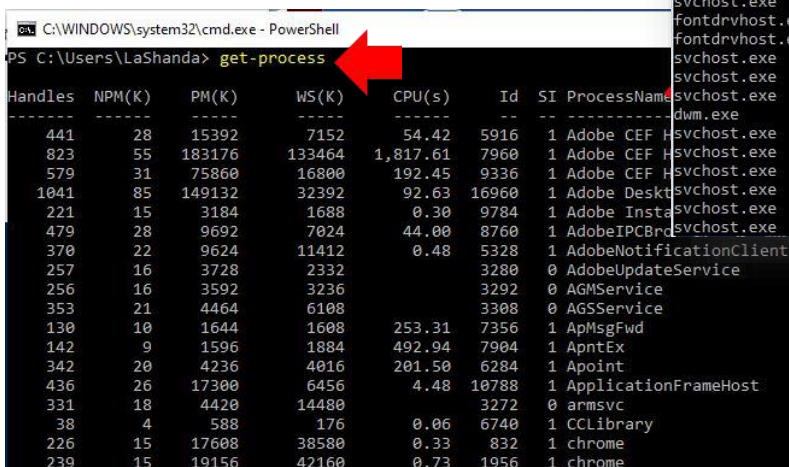 C:\WINDOWS\system32\cmd.exe - PowerShell
PS C:\Users\LaShanda> get-process
Handles NPM(K) PM(K) WS(K) CPU(s) Id SI ProcessName
------- ------ ----- ----- ------ -- -- -----------
441 28 15392 7152 54.42 5916 1 Adobe CEF H
823 55 183176 133464 1,817.61 7960 1 Adobe CEF H
579 31 75860 16800 192.45 9336 1 Adobe CEF H
1041 85 149132 32392 92.63 16960 1 Adobe Deskt
221 15 3184 1688 0.30 9784 1 Adobe Insta
479 28 9692 7024 44.00 8760 1 AdobeIPCBro
370 22 9624 11412 0.48 5328 1 AdobeNotificationClient
257 16 3728 2332 3280 0 AdobeUpdateService
256 16 3592 3236 3292 0 AGMService
353 21 4464 6108 3308 0 AGSService
130 10 1644 1608 253.31 7356 1 ApMsgFwd
142 9 1596 1884 492.94 7904 1 ApntEx
342 20 4236 4016 201.50 6284 1 Apoint
436 26 17300 6456 4.48 10788 1 ApplicationFrameHost
331 18 4420 14480 3272 0 armsvc
38 4 588 176 0.06 6740 1 CCLibrary
226 15 17608 38580 0.33 832 1 chrome
239 15 19156 42160 0.73 1956 1 chrome
svchost.exe
fontdrvhost.e
fontdrvhost.e
svchost.exe
svchost.exe
svchost.exe
dwm.exe
svchost.exe
svchost.exe
svchost.exe
svchost.exe
svchost.exe
svchost.exe